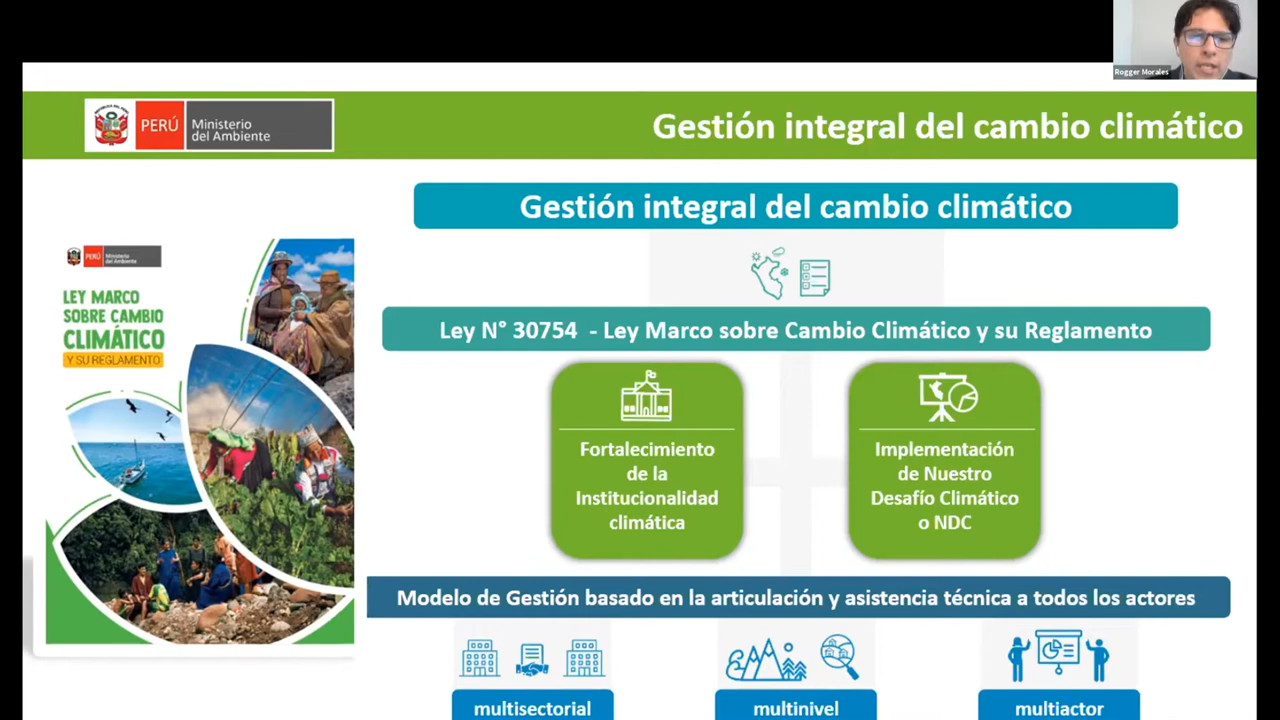 Rogger Morales
PERÚ
Ministerio
del Ambiente
Gestión integral del cambio climático
Gestión integral del cambio climático
PERÚ
Ministerio
del Ambiente
LEY MARCO
SOBRE CAMBIO
CLIMÁTICO
Y SU REGLAMENTO
Ley N° 30754 - Ley Marco sobre Cambio Climático y su Reglamento
Fortalecimiento
de la
Institucionalidad
climática
Implementación
de Nuestro
Desafío Climático
o NDC
Modelo de Gestión basado en la articulación y asistencia técnica a todos los actores
multisectorial
multinivel
multiactor